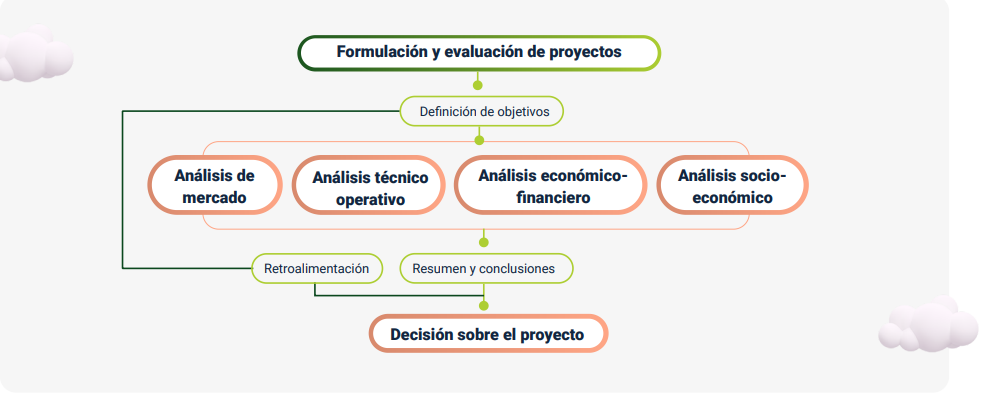 Formulación y evaluación de proyectos
Definición de objetivos
Análisis de
mercado
Análisis técnico
operativo
Análisis económico-
financiero
Análisis socio-
económico
Retroalimentación
Resumen y conclusiones
Decisión sobre el proyecto